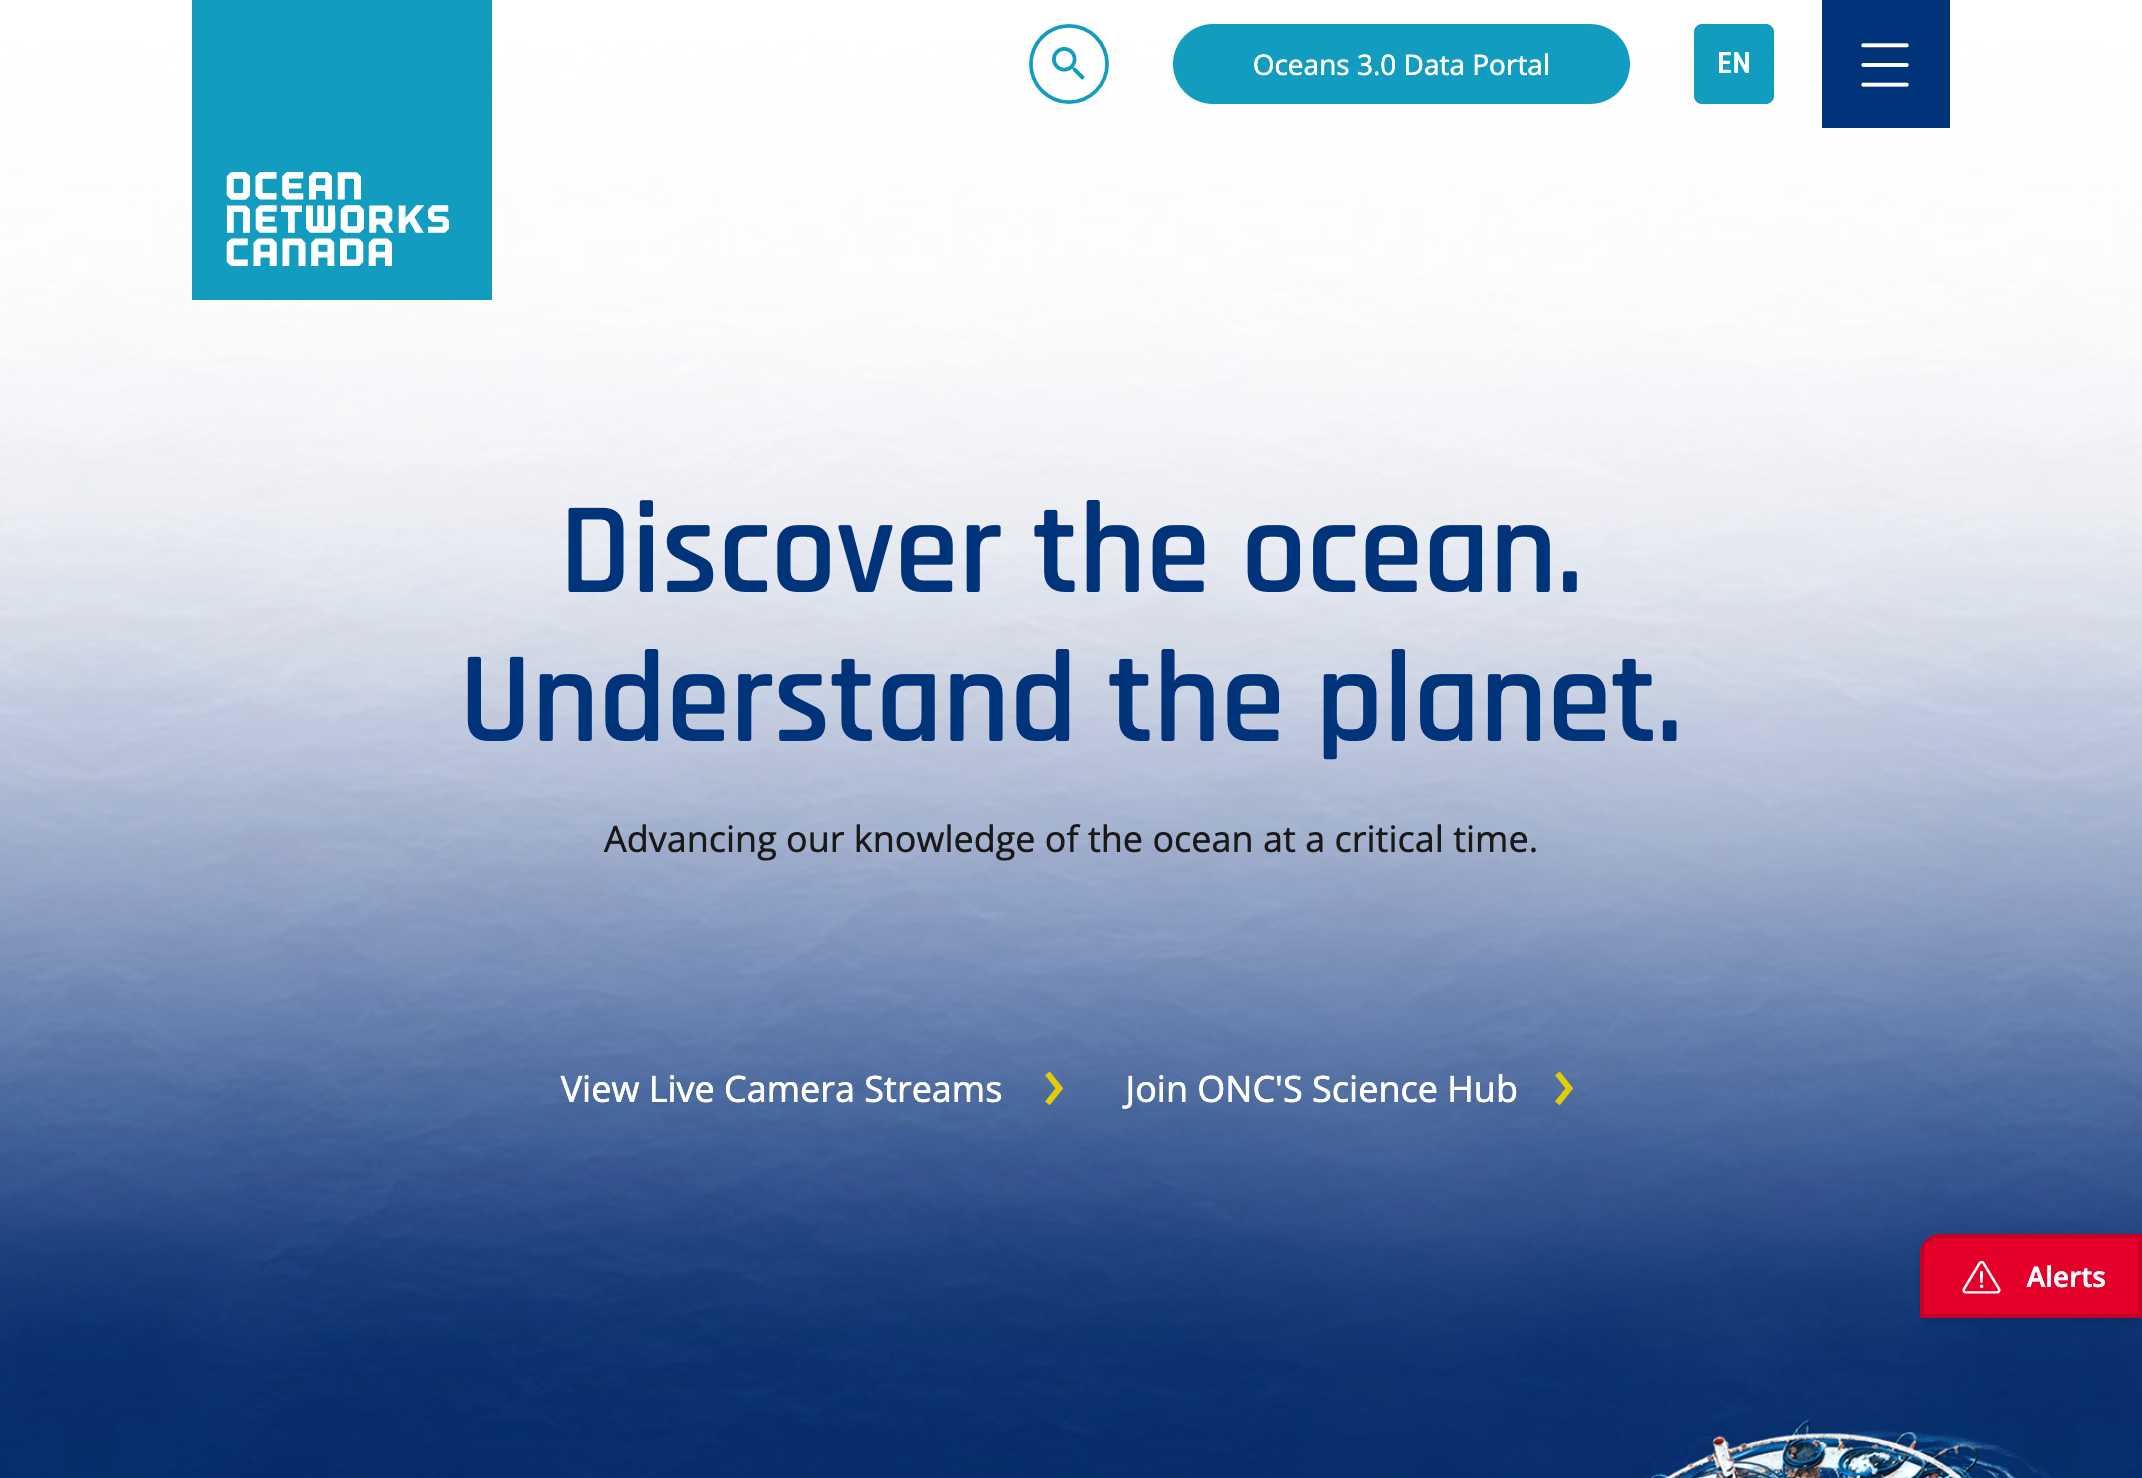 OCEAN
NETWORKS
CANADA
Oceans 3.0 Data Portal
EN
Discover the ocean.
Understand the planet.
Advancing our knowledge of the ocean at a critical time.
View Live Camera Streams
Join ONC'S Science Hub
Alerts